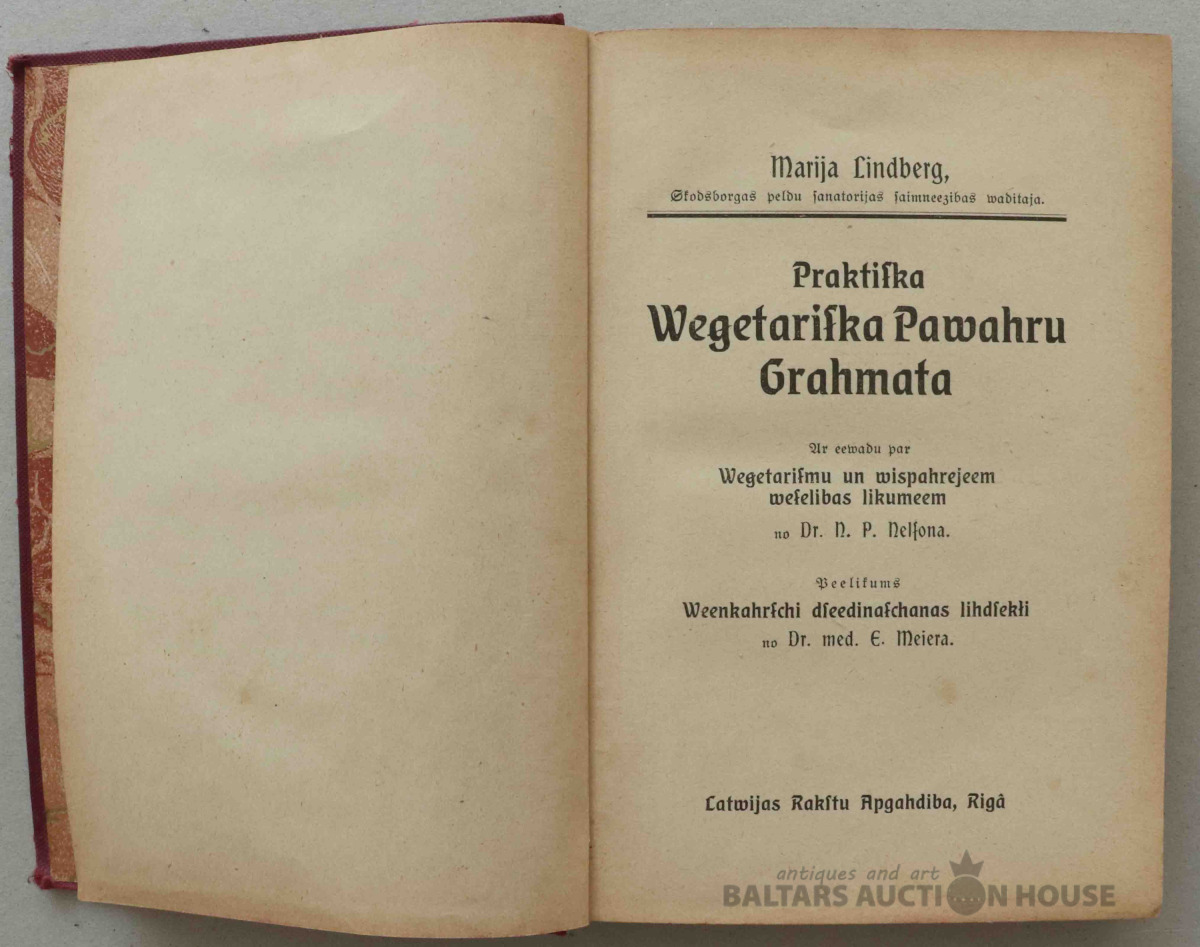 Marija Lindberg,
Skodsborgas peldu ſanatorijas ſaimneezibas waditaja.
Praktiſka
Wegetariſka Pawahru
Grahmata
Ar eewadu par
Wegetariſmu un wispahrejeem
weſelibas likumeem
no Dr. N. P. Nelſona.
Peelikums
Weenkahrſchi dſeedinaſchanas lihdſekłi
no Dr. med. E. Meiera.
Latwijas Rakſtu Apgahdiba, Rigâ
antiques and art
BALTARS AUCTION HOUSE